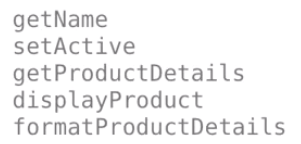 getName
setActive
getProductDetails
displayProduct
formatProductDetails